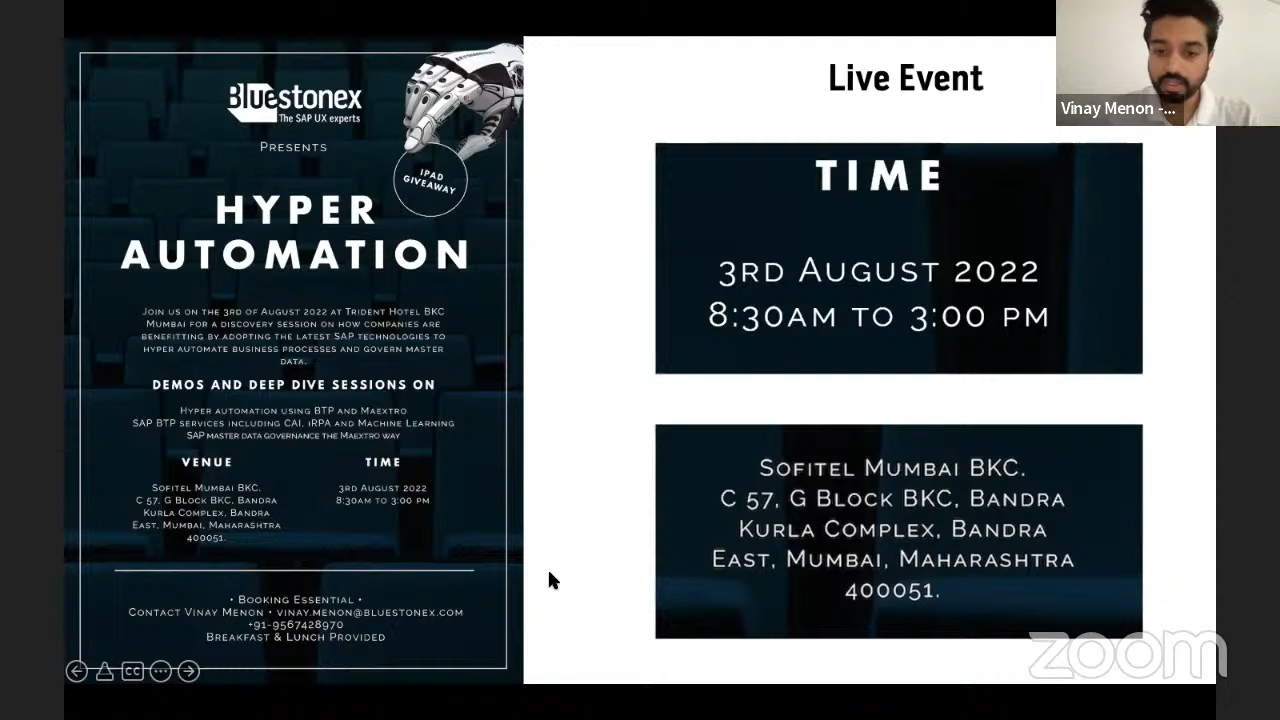 Bluestonex
The SAP UX experts
PRESENTS
IPAD
GIVEAWAY
HYPER
AUTOMATION
JOIN US ON THE 3RD OF AUGUST 2022 AT TRIDENT HOTEL BKC
MUMBAI FOR A DISCOVERY SESSION ON HOW COMPANIES ARE
BENEFITTING BY ADOPTING THE LATEST SAP TECHNOLOGIES TO
HYPER AUTOMATE BUSINESS PROCESSES AND GOVERN MASTER
DATA.
DEMOS AND DEEP DIVE SESSIONS ON
HYPER AUTOMATION USING BTP AND MAEXTRO
SAP BTP SERVICES INCLUDING CAI, IRPA AND MACHINE LEARNING
SAP MASTER DATA GOVERNANCE THE MAEXTRO WAY
VENUE
SOFITEL MUMBAI BKC.
C 57, G BLOCK BKC, BANDRA
KURLA COMPLEX, BANDRA
EAST, MUMBAI, MAHARASHTRA
400051.
TIME
3RD AUGUST 2022
8:30AM TO 3:00 PM
• BOOKING ESSENTIAL •
CONTACT VINAY MENON • VINAY.MENON@BLUESTONEX.COM
+91-9567428970
BREAKFAST & LUNCH PROVIDED
CC
Live Event
TIME
3RD AUGUST 2022
8:30AM TO 3:00 PM
SOFITEL MUMBAI BKC.
C 57, G BLOCK BKC, BANDRA
KURLA COMPLEX, BANDRA
EAST, MUMBAI, MAHARASHTRA
400051.
Vinay Menon -...
zoom